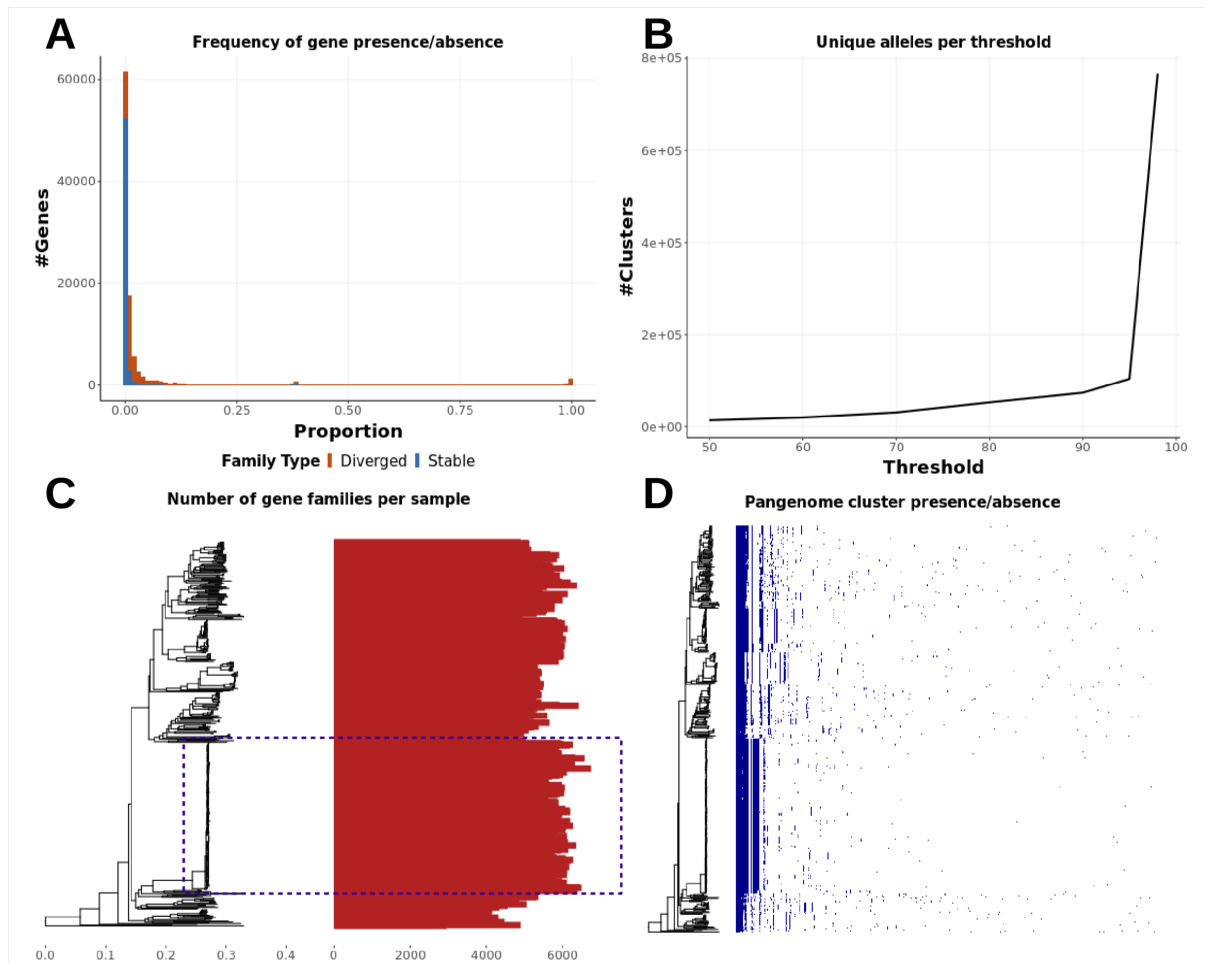 A
Frequency of gene presence/absence
60000
40000
20000
0
#Genes
0.00 0.25 0.50 0.75 1.00
Proportion
Family Type Diverged Stable
B
Unique alleles per threshold
8e+05
6e+05
4e+05
2e+05
0e+00
#Clusters
50 60 70 80 90 100
Threshold
C
Number of gene families per sample
0.0 0.1 0.2 0.3 0.4 0 2000 4000 6000
D
Pangenome cluster presence/absence